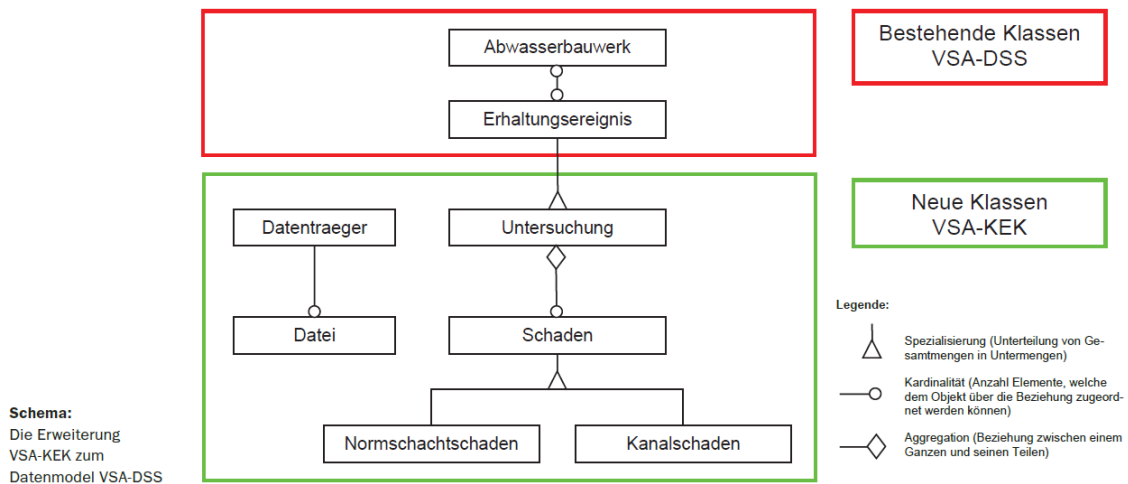 Abwasserbauwerk
Erhaltungsereignis
Bestehende Klassen
VSA-DSS
Datentraeger
Untersuchung
Datei
Schaden
Normschachtschaden
Kanalschaden
Neue Klassen
VSA-KEK
Legende:
Spezialisierung (Unterteilung von Ge-
samtmengen in Untermengen)
Kardinalität (Anzahl Elemente, welche
dem Objekt über die Beziehung zugeord-
net werden können)
Aggregation (Beziehung zwischen einem
Ganzen und seinen Teilen)
Schema:
Die Erweiterung
VSA-KEK zum
Datenmodel VSA-DSS